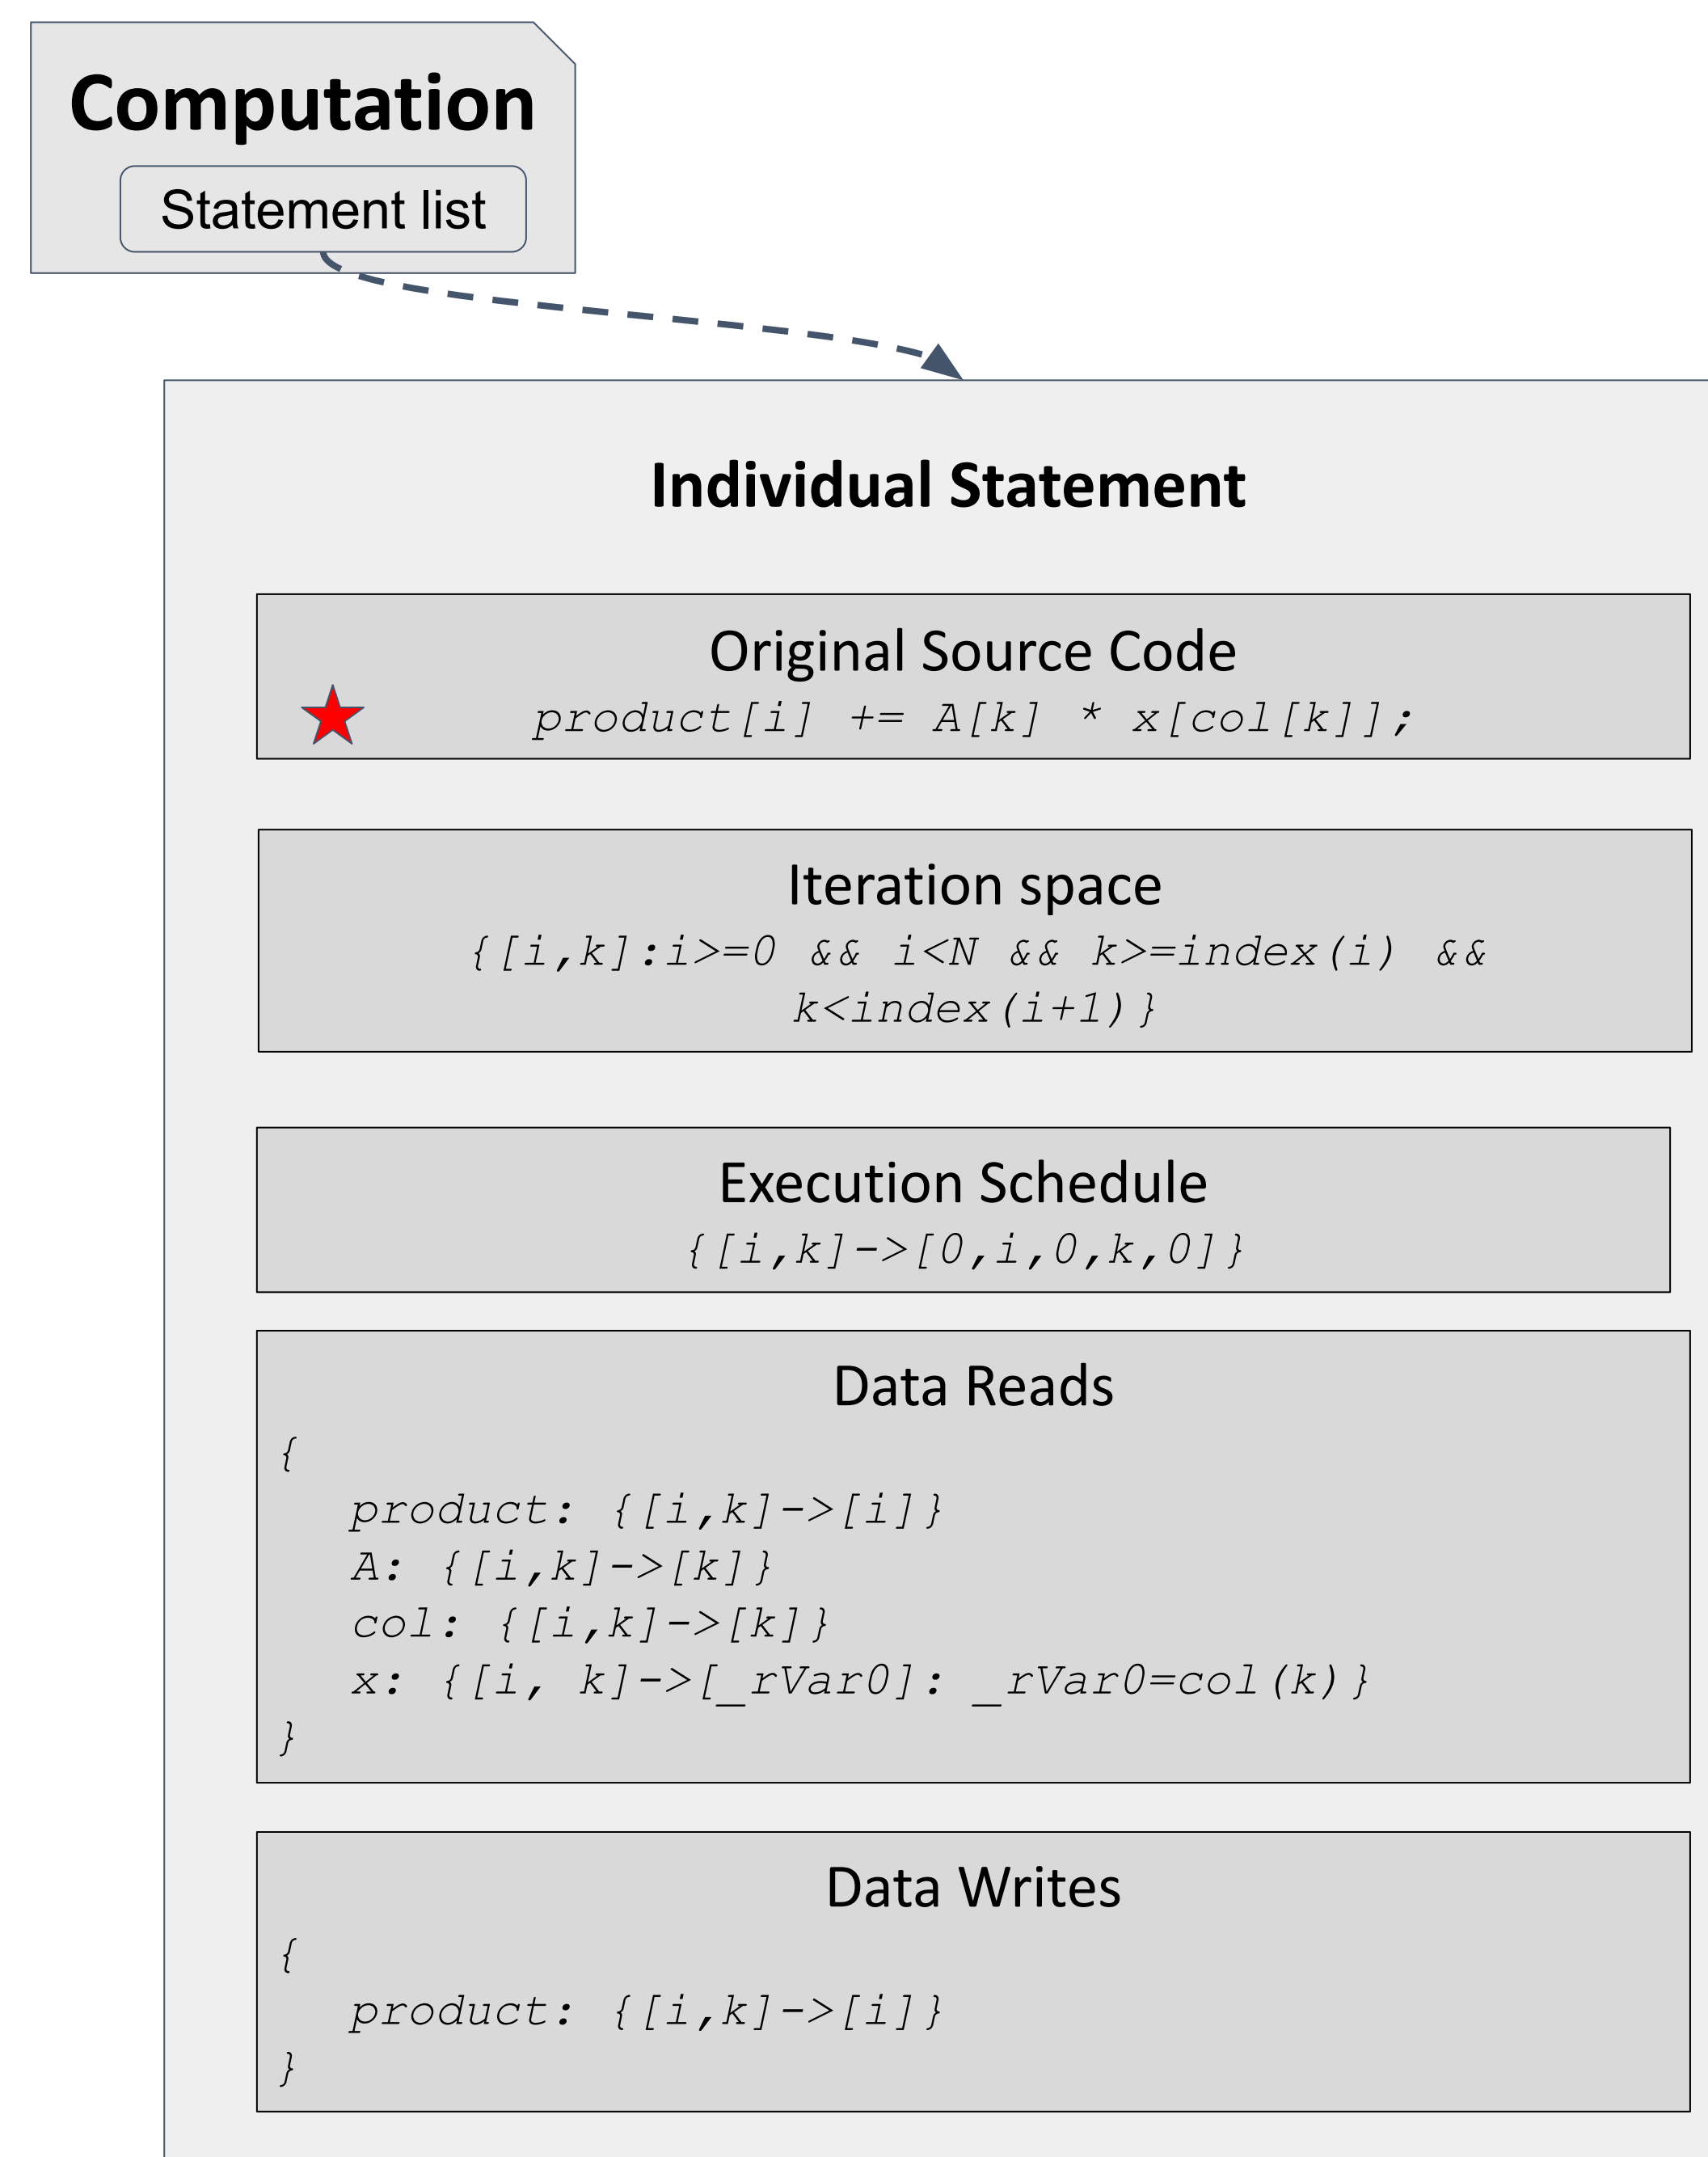 Computation
Statement list
Individual Statement
Original Source Code
product[i] += A[k] * x[col[k]];
Iteration space
{[i,k]:i>=0 && i<N && k>=index(i) &&
k<index(i+1)}
Execution Schedule
{[i,k]->[0,i,0,k,0]}
Data Reads
{
product: {[i,k]->[i]}
A: {[i,k]->[k]}
col: {[i,k]->[k]}
x: {[i, k]->[_rVar0]: _rVar0=col(k)}
}
Data Writes
{
product: {[i,k]->[i]}
}